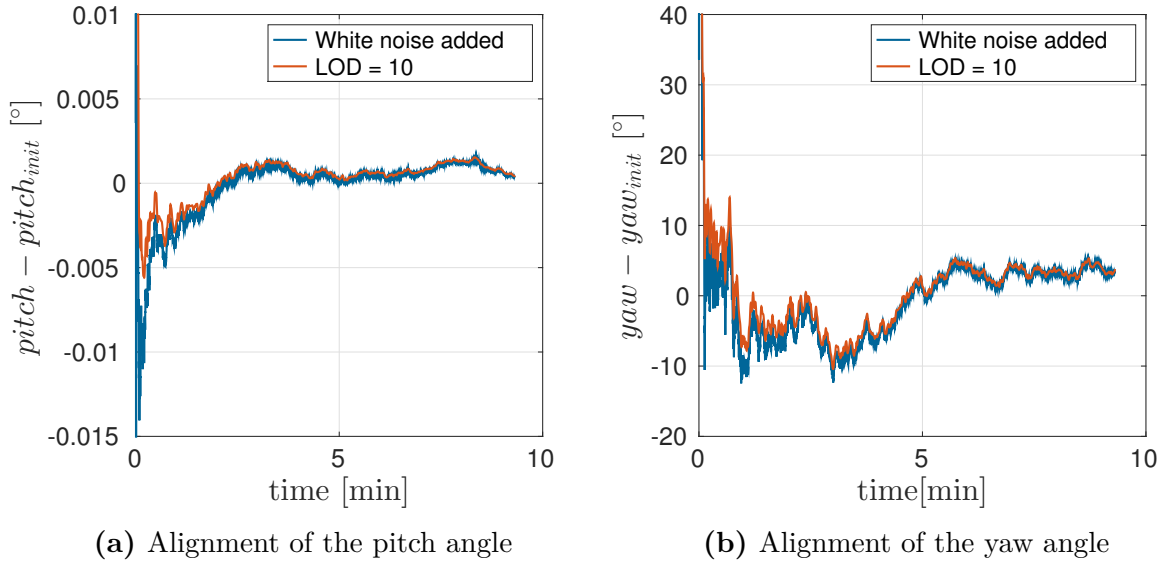 0.01
0.005
0
-0.005
-0.01
-0.015
pitch − pitch_init [°]
White noise added
LOD = 10
0
5
10
time [min]
(a) Alignment of the pitch angle
40
30
20
10
0
-10
-20
yaw − yaw_init [°]
White noise added
LOD = 10
0
5
10
time[min]
(b) Alignment of the yaw angle